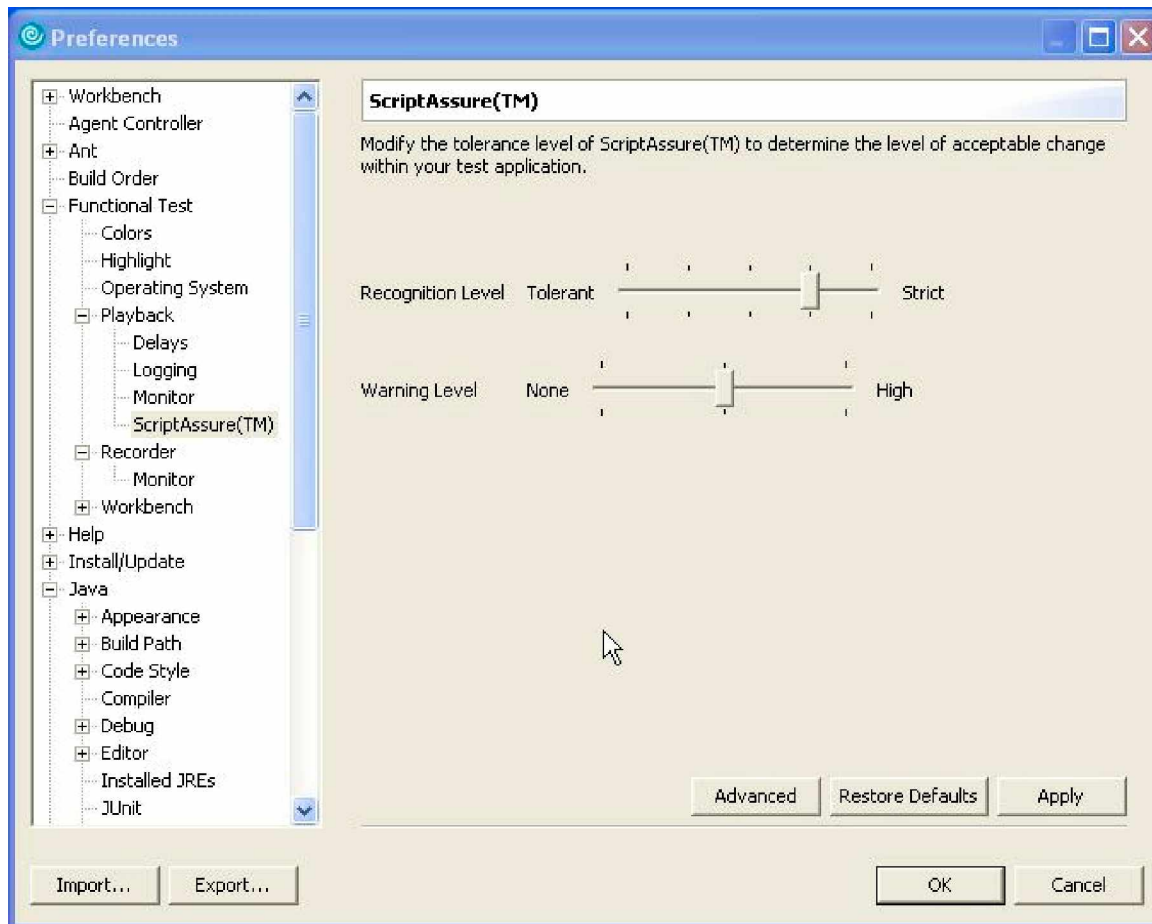 Preferences
Workbench
Agent Controller
Ant
Build Order
Functional Test
Colors
Highlight
Operating System
Playback
Delays
Logging
Monitor
ScriptAssure(TM)
Recorder
Monitor
Workbench
Help
Install/Update
Java
Appearance
Build Path
Code Style
Compiler
Debug
Editor
Installed JREs
JUnit
ScriptAssure(TM)
Modify the tolerance level of ScriptAssure(TM) to determine the level of acceptable change
within your test application.
Recognition Level Tolerant Strict
Warning Level None High
Advanced Restore Defaults Apply
Import... Export... OK Cancel